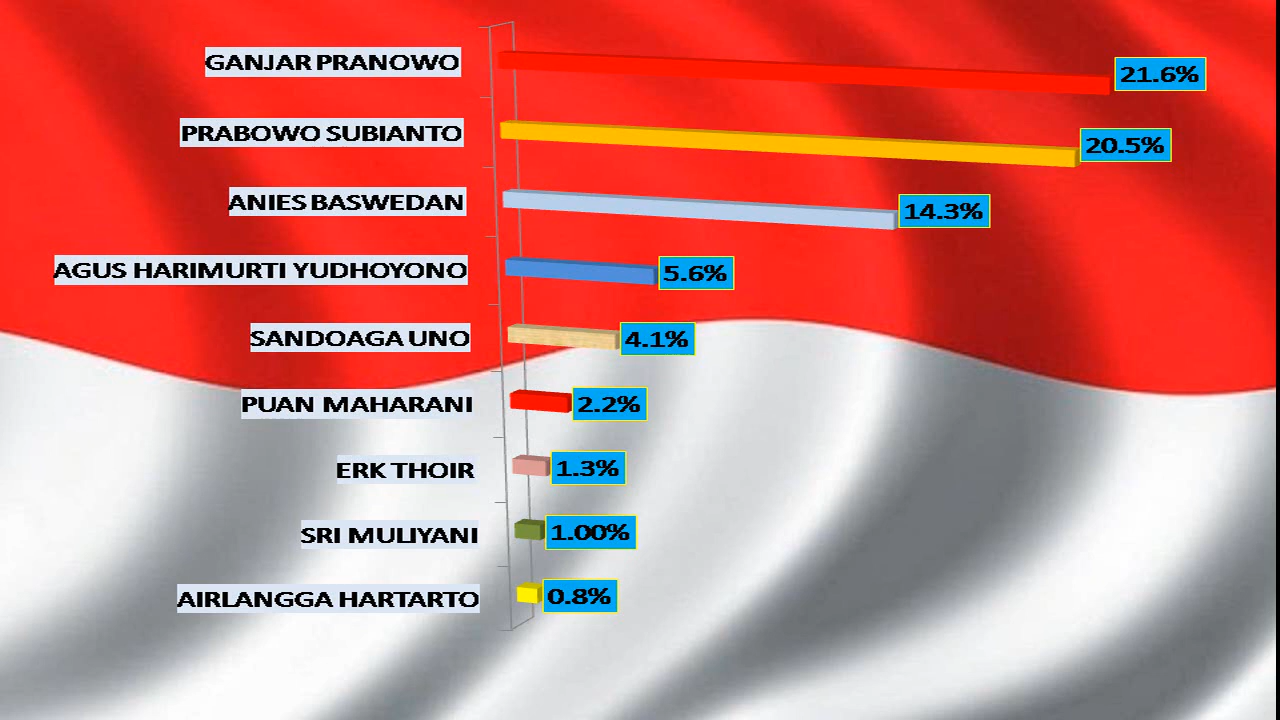 GANJAR PRANOWO 21.6%
PRABOWO SUBIANTO 20.5%
ANIES BASWEDAN 14.3%
AGUS HARIMURTI YUDHOYONO 5.6%
SANDOAGA UNO 4.1%
PUAN MAHARANI 2.2%
ERK THOIR 1.3%
SRI MULIYANI 1.00%
AIRLANGGA HARTARTO 0.8%